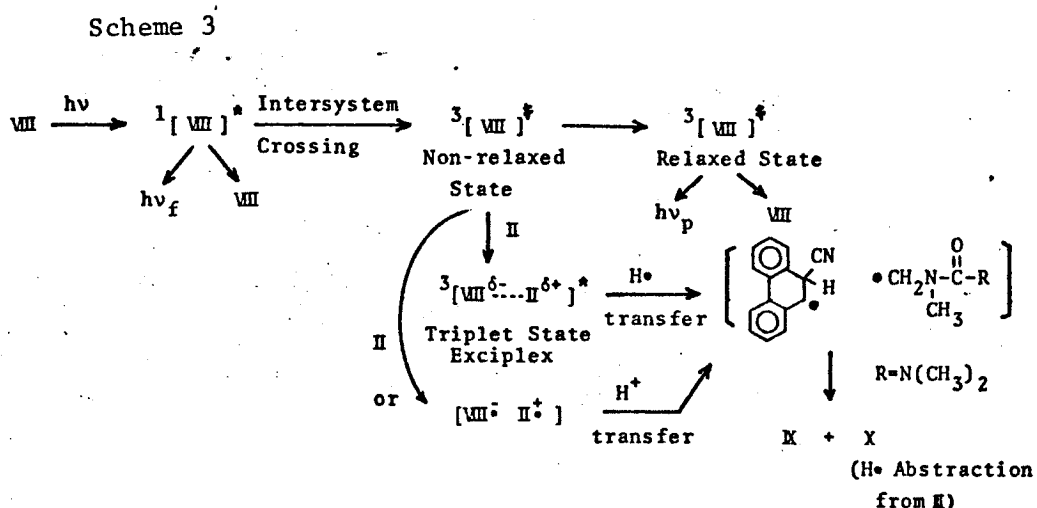 Scheme 3
VIII hν → ¹[VIII]* Intersystem Crossing → ³[VIII]* → ³[VIII]*
Non-relaxed State
Relaxed State
hν_f VIII
hν_p VIII
II
³[VIII^δ-....II^δ+]* H• transfer
Triplet State
Exciplex
II
or
[VIII•^- II•^+] H⁺ transfer
CN
H
•CH₂N-C-R
O
CH₃
R=N(CH₃)₂
IX + X
(H• Abstraction
from II)